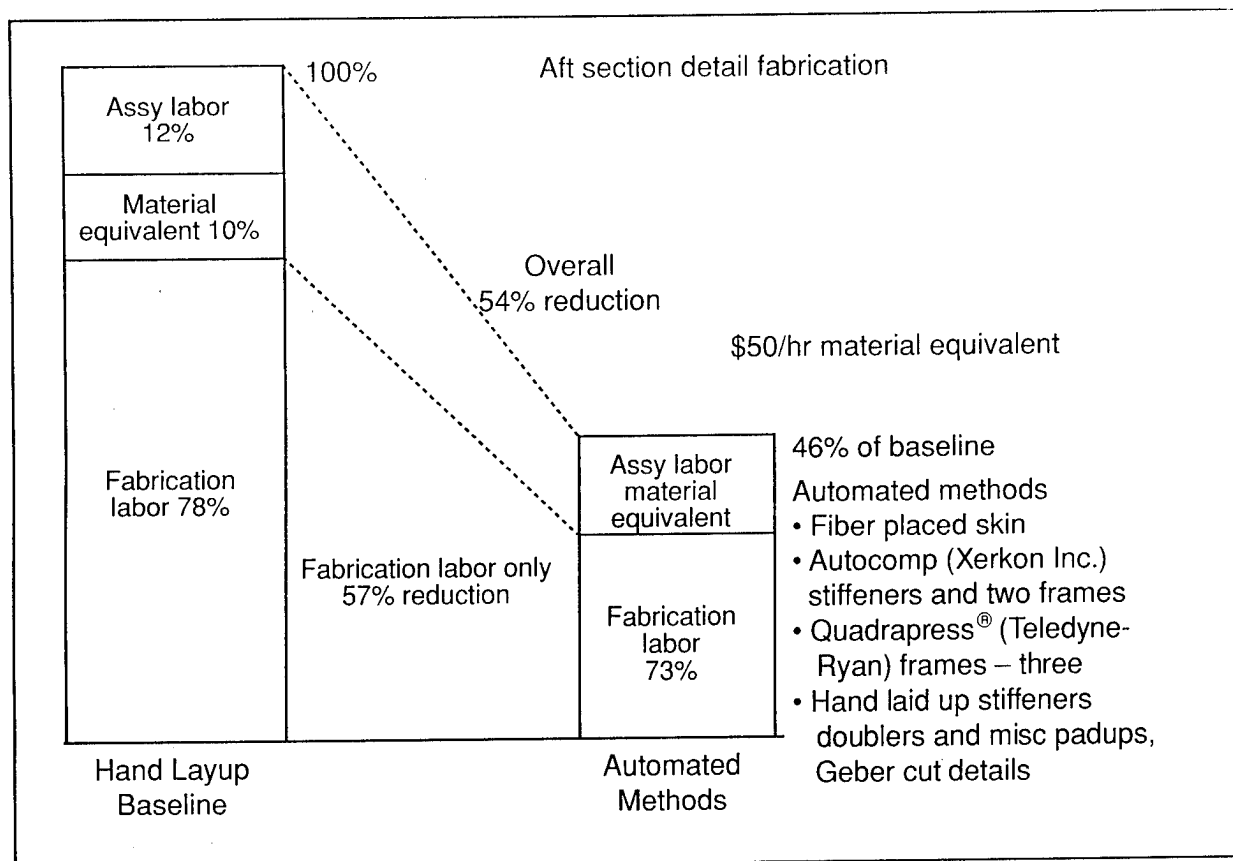 Aft section detail fabrication
100%
Assy labor
12%
Material
equivalent 10%
Fabrication
labor 78%
Overall
54% reduction
$50/hr material equivalent
Fabrication labor only
57% reduction
Assy labor
material
equivalent
Fabrication
labor
73%
46% of baseline
Automated methods
• Fiber placed skin
• Autocomp (Xerkon Inc.)
stiffeners and two frames
• Quadrapress® (Teledyne-
Ryan) frames – three
• Hand laid up stiffeners
doublers and misc padups,
Geber cut details
Hand Layup
Baseline
Automated
Methods